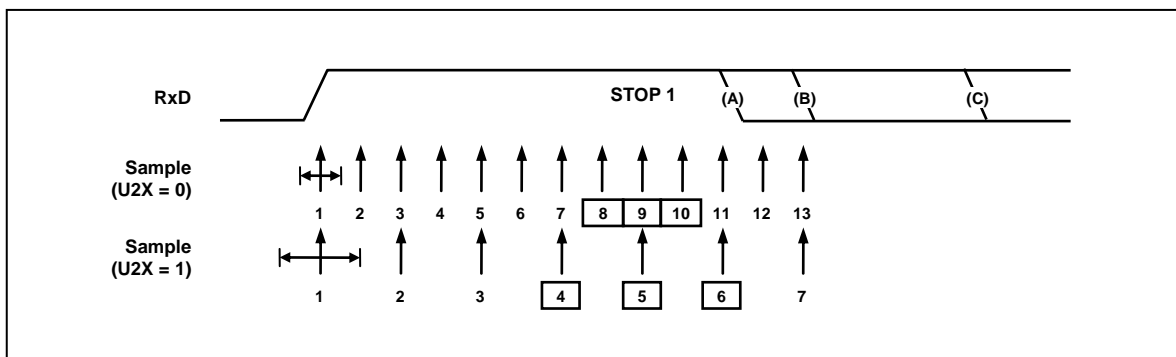 RxD STOP 1 (A) (B) (C)
Sample
(U2X = 0)
1 2 3 4 5 6 7 8 9 10 11 12 13
Sample
(U2X = 1)
1 2 3 4 5 6 7